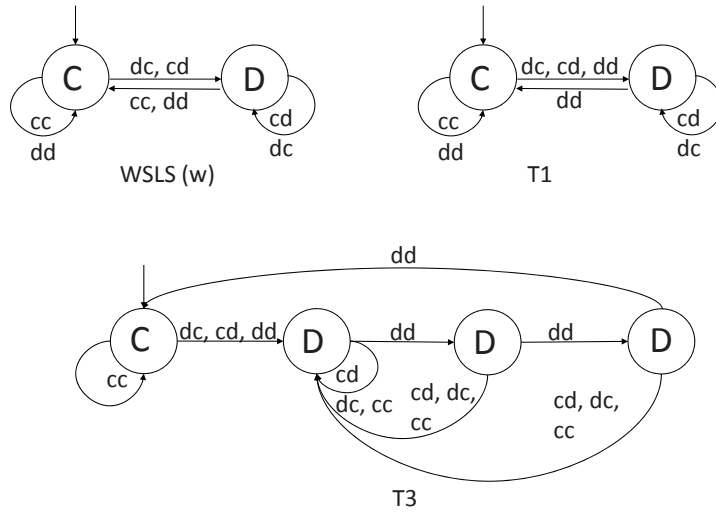 dc, cd
C
D
cc, dd
cc
dd
cd
dc
WSLS (w)
dc, cd, dd
C
D
dd
cc
dd
cd
dc
T1
dd
dc, cd, dd
dd
dd
C
D
D
D
cc
cd
dc, cc
cd, dc,
cc
cd, dc,
cc
T3